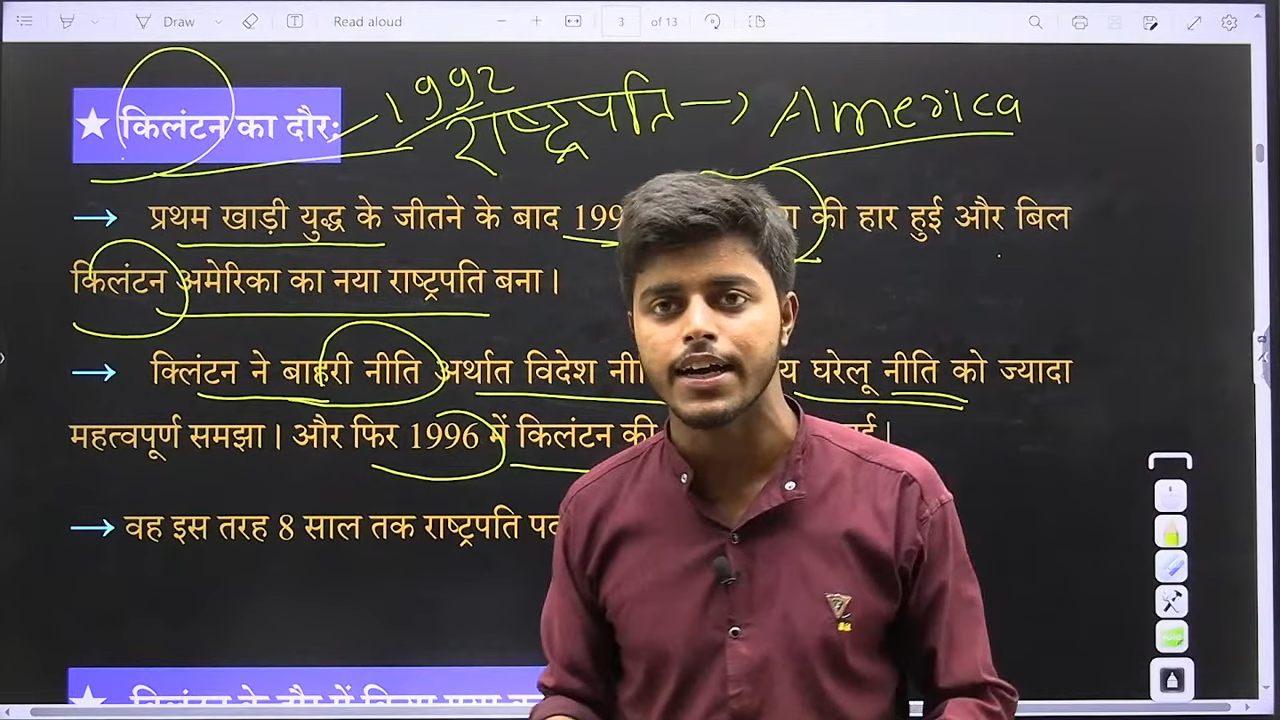 Draw
Read aloud
3 of 13
1992
राष्ट्रपति → America
★ किलंटन का दौर;
→ प्रथम खाड़ी युद्ध के जीतने के बाद 199 की हार हुई और बिल
किलंटन अमेरिका का नया राष्ट्रपति बना।
→ क्लिंटन ने बाहरी नीति अर्थात विदेश घरेलू नीति को ज्यादा
महत्वपूर्ण समझा। और फिर 1996 में किलंटन की
→ वह इस तरह 8 साल तक राष्ट्रपति